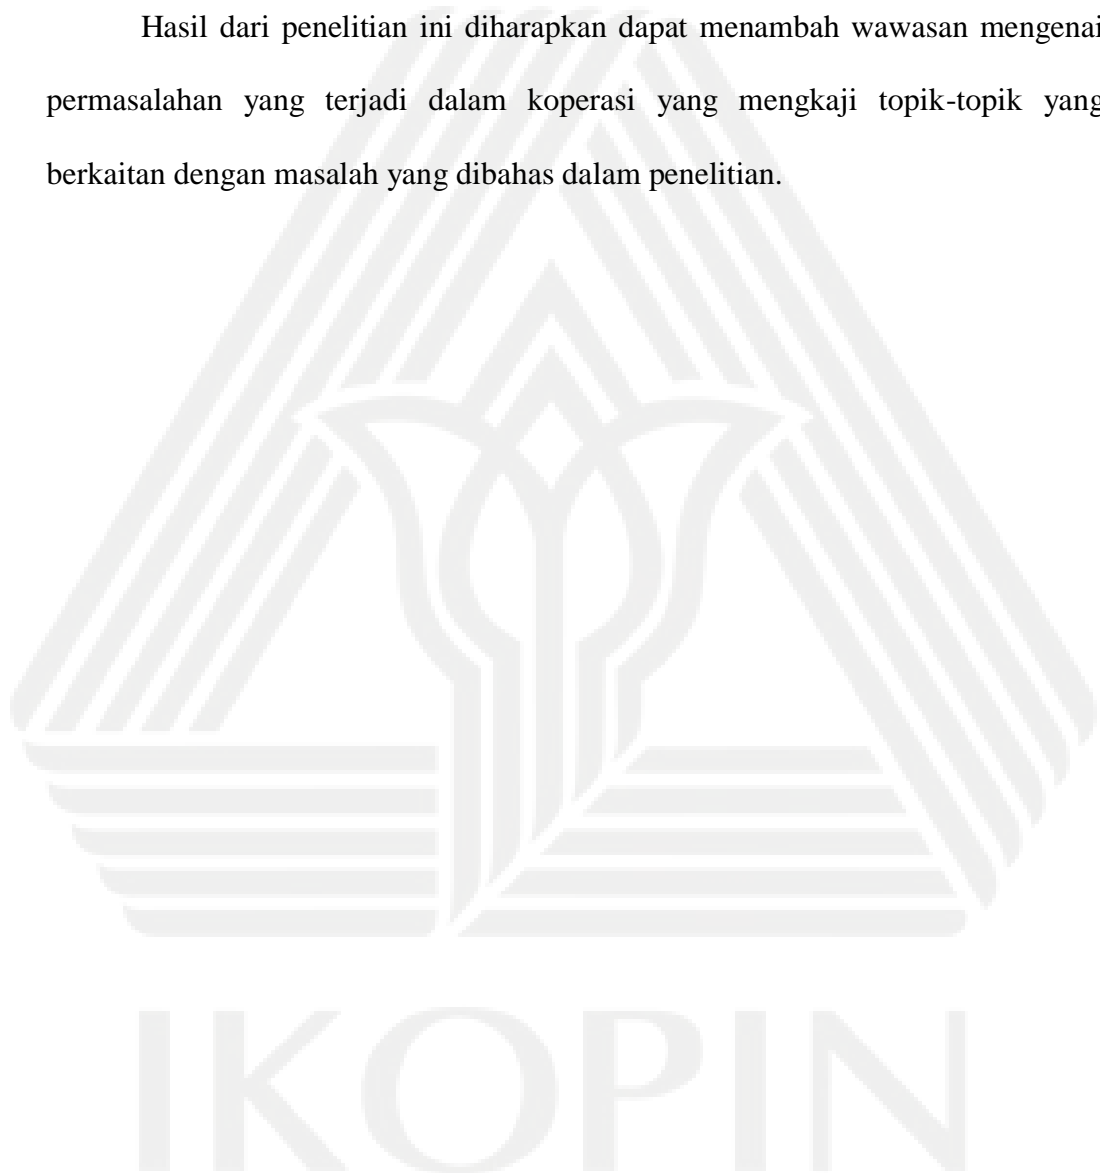 Hasil dari penelitian ini diharapkan dapat menambah wawasan mengenai
permasalahan yang terjadi dalam koperasi yang mengkaji topik-topik yang
berkaitan dengan masalah yang dibahas dalam penelitian.
IKOPIN